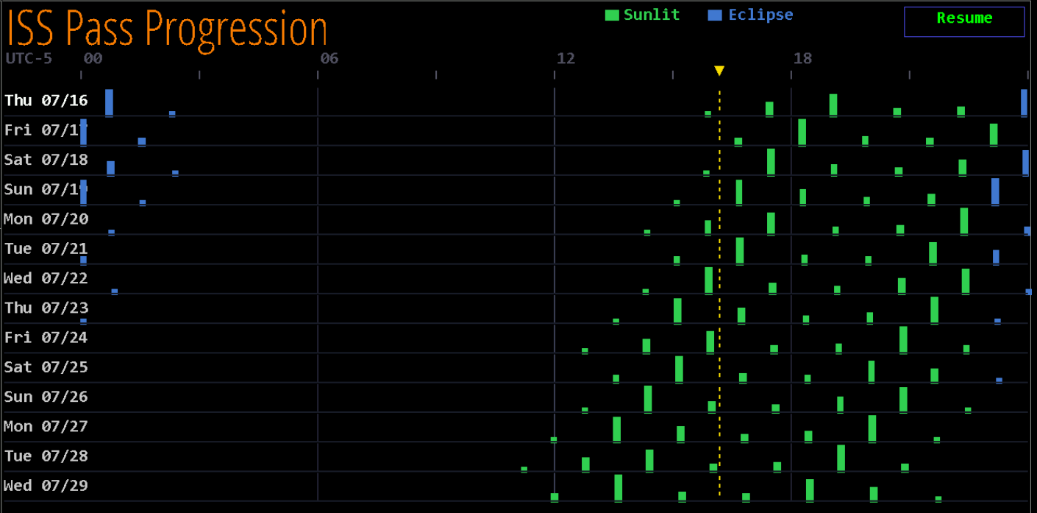 ISS Pass Progression
Sunlit
Eclipse
Resume
UTC-5 00 06 12 18
Thu 07/16
Fri 07/17
Sat 07/18
Sun 07/19
Mon 07/20
Tue 07/21
Wed 07/22
Thu 07/23
Fri 07/24
Sat 07/25
Sun 07/26
Mon 07/27
Tue 07/28
Wed 07/29